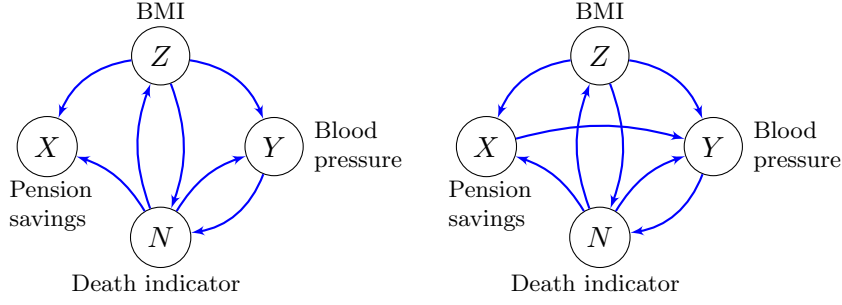 BMI
Z
X
Y
Blood
pressure
Pension
savings
N
Death indicator
BMI
Z
X
Y
Blood
pressure
Pension
savings
N
Death indicator